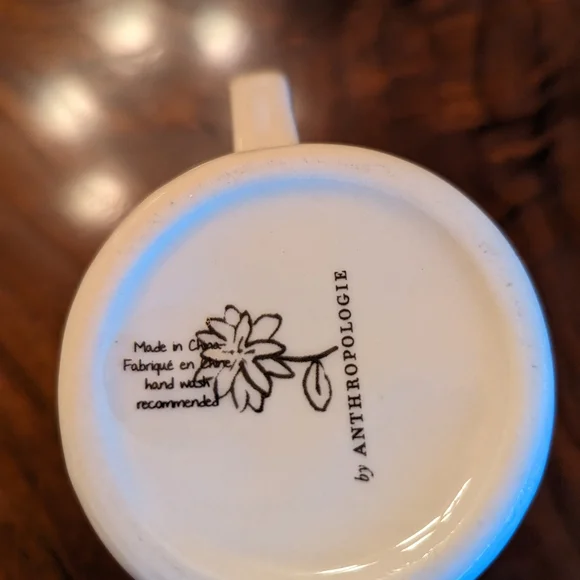 Made in China
Fabriqué en Chine
hand wash
recommended
by ANTHROPOLOGIE